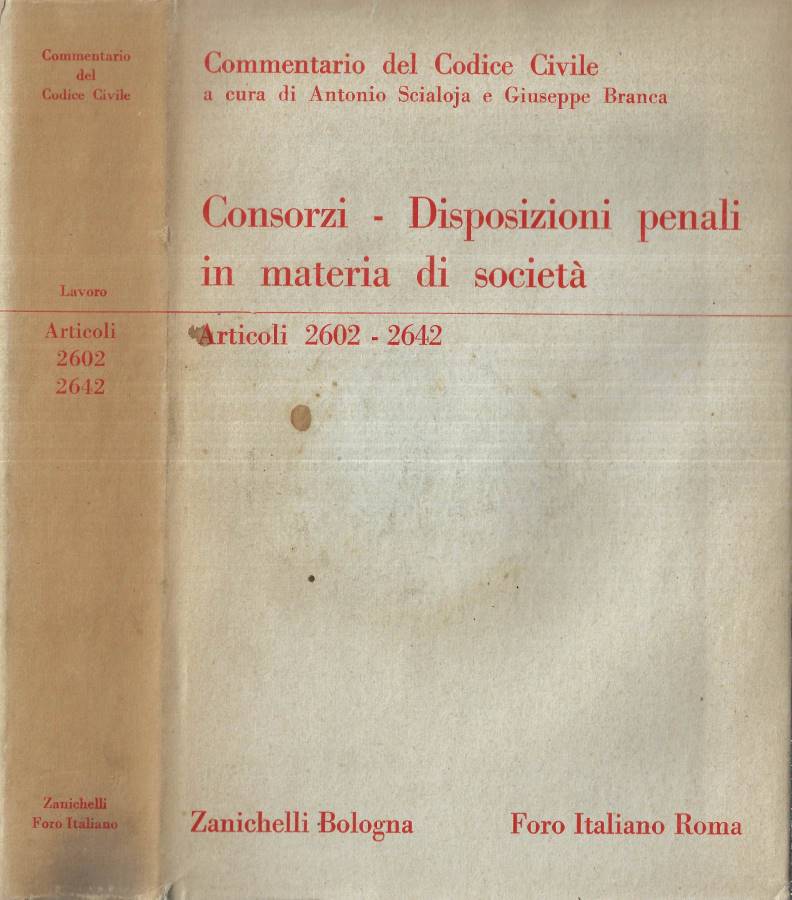 Commentario
del
Codice Civile
Lavoro
Articoli
2602
2642
Zanichelli
Foro Italiano
Commentario del Codice Civile
a cura di Antonio Scialoja e Giuseppe Branca
Consorzi - Disposizioni penali
in materia di società
Articoli 2602 - 2642
Zanichelli Bologna
Foro Italiano Roma